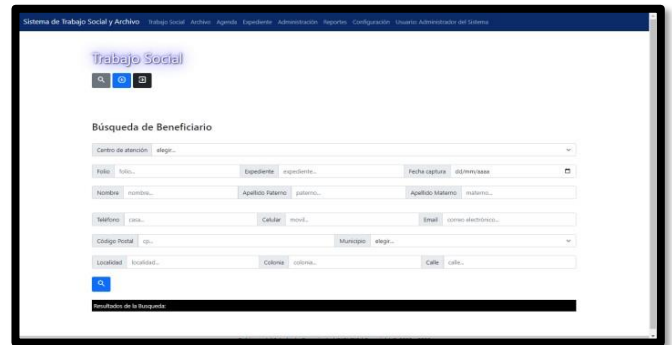 Sistema de Trabajo Social y Archivo Trabajo Social Archivo Agenda Expediente Administración Reportes Configuración Usuario: Administrador del Sistema
Trabajo Social
Búsqueda de Beneficiario
Centro de atención elegir...
Folio folio... Expediente expediente... Fecha captura dd/mm/aaaa
Nombre nombre... Apellido Paterno paterno... Apellido Materno materno...
Teléfono casa... Celular movil... Email correo electrónico...
Código Postal cp... Municipio elegir...
Localidad localidad... Colonia colonia... Calle calle...
Resultados de la Busqueda: